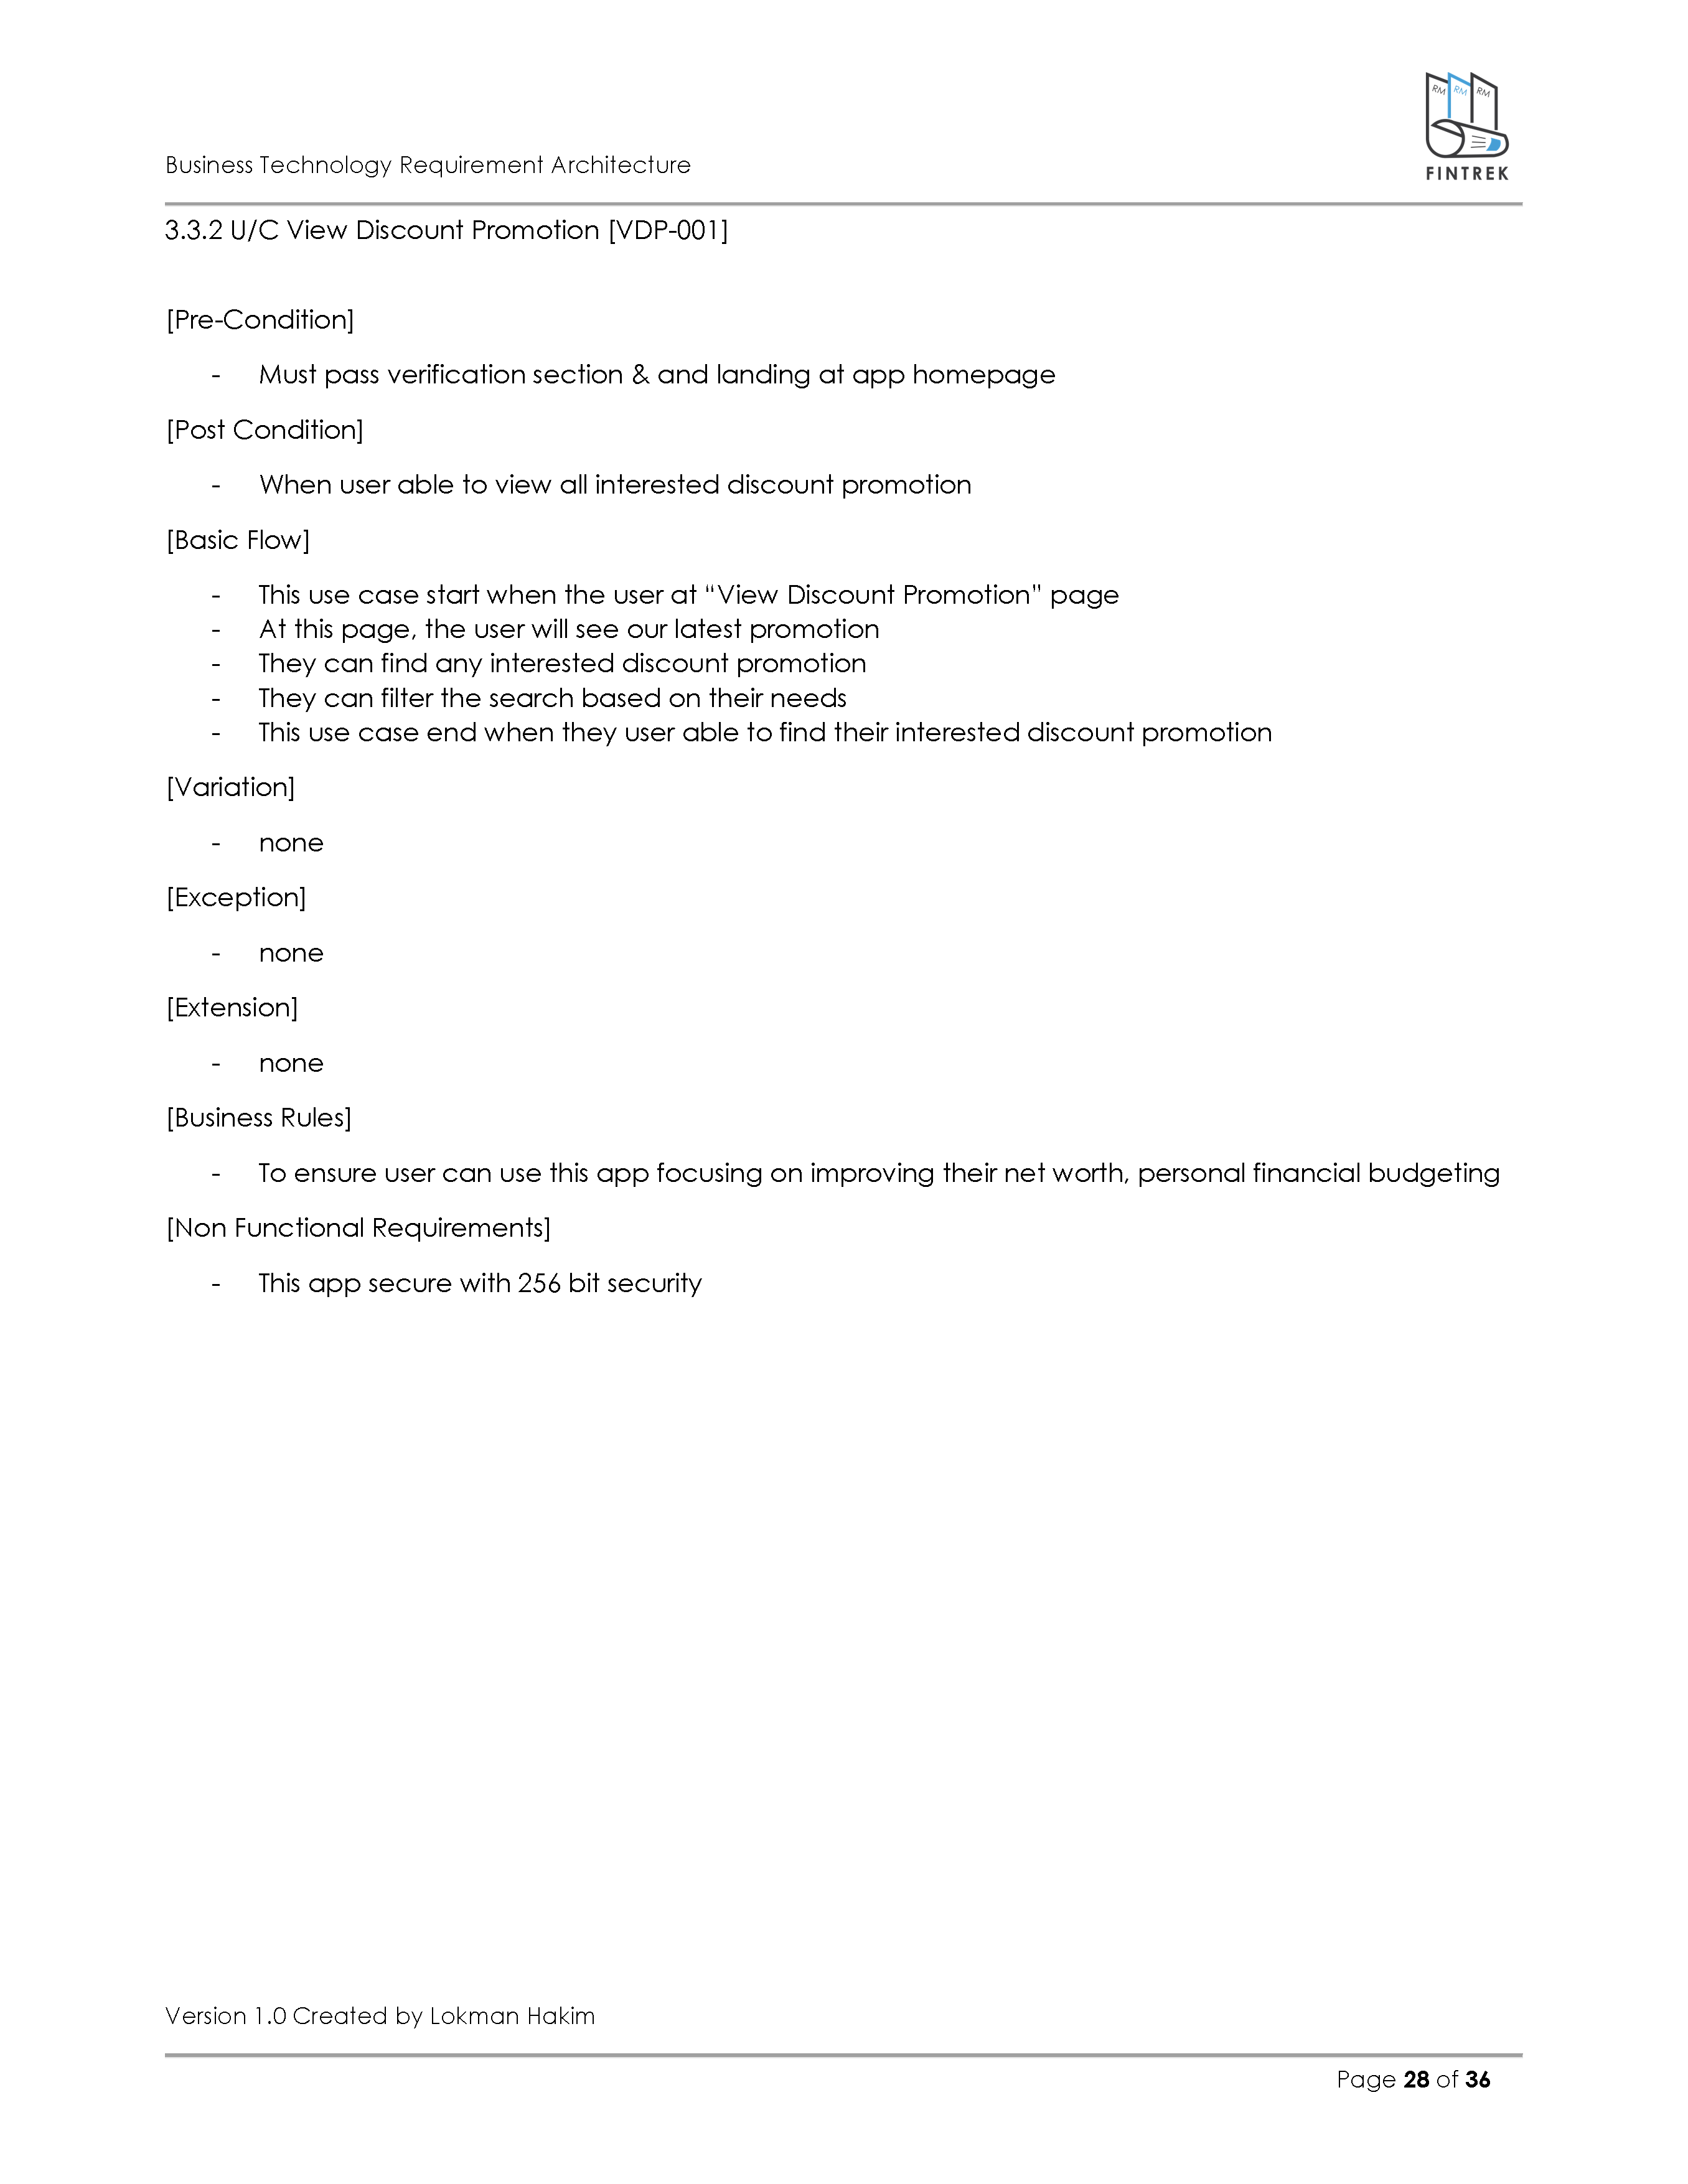 RM RM RM
FINTREK
Business Technology Requirement Architecture
3.3.2 U/C View Discount Promotion [VDP-001]
[Pre-Condition]
- Must pass verification section & and landing at app homepage
[Post Condition]
- When user able to view all interested discount promotion
[Basic Flow]
- This use case start when the user at “View Discount Promotion” page
- At this page, the user will see our latest promotion
- They can find any interested discount promotion
- They can filter the search based on their needs
- This use case end when they user able to find their interested discount promotion
[Variation]
- none
[Exception]
- none
[Extension]
- none
[Business Rules]
- To ensure user can use this app focusing on improving their net worth, personal financial budgeting
[Non Functional Requirements]
- This app secure with 256 bit security
Version 1.0 Created by Lokman Hakim
Page 28 of 36